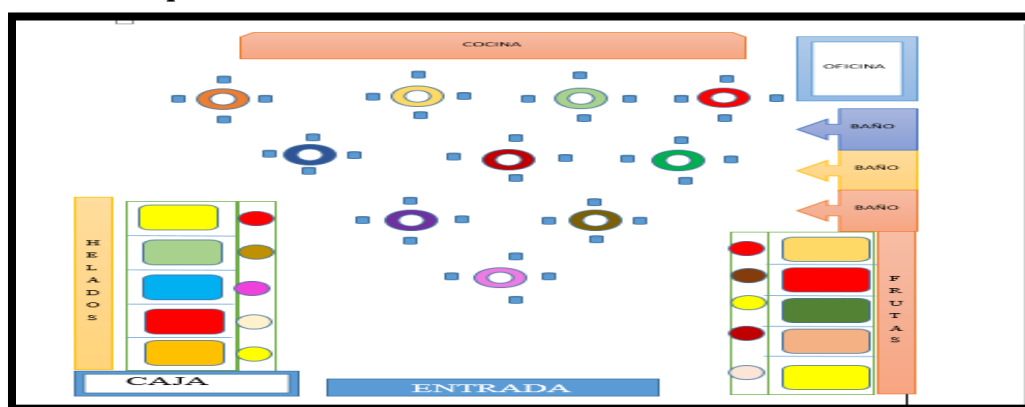 COCINA
OFICINA
BAÑO
BAÑO
BAÑO
HELADOS
FRUTAS
CAJA
ENTRADA